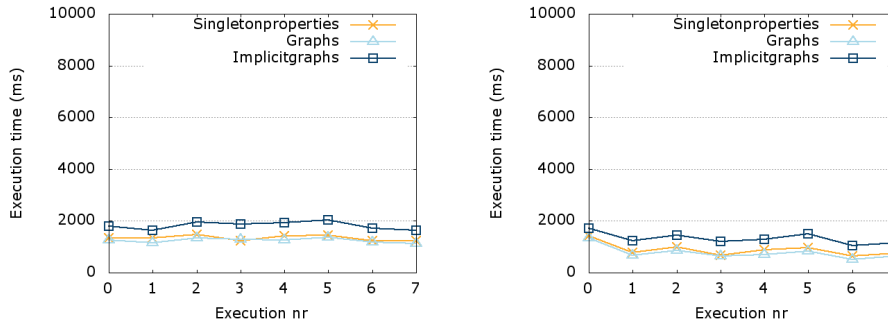 10000
8000
6000
4000
2000
0
Execution time (ms)
Singletonproperties
Graphs
Implicitgraphs
0 1 2 3 4 5 6 7
Execution nr
10000
8000
6000
4000
2000
0
Execution time (ms)
Singletonproperties
Graphs
Implicitgraphs
0 1 2 3 4 5 6
Execution nr